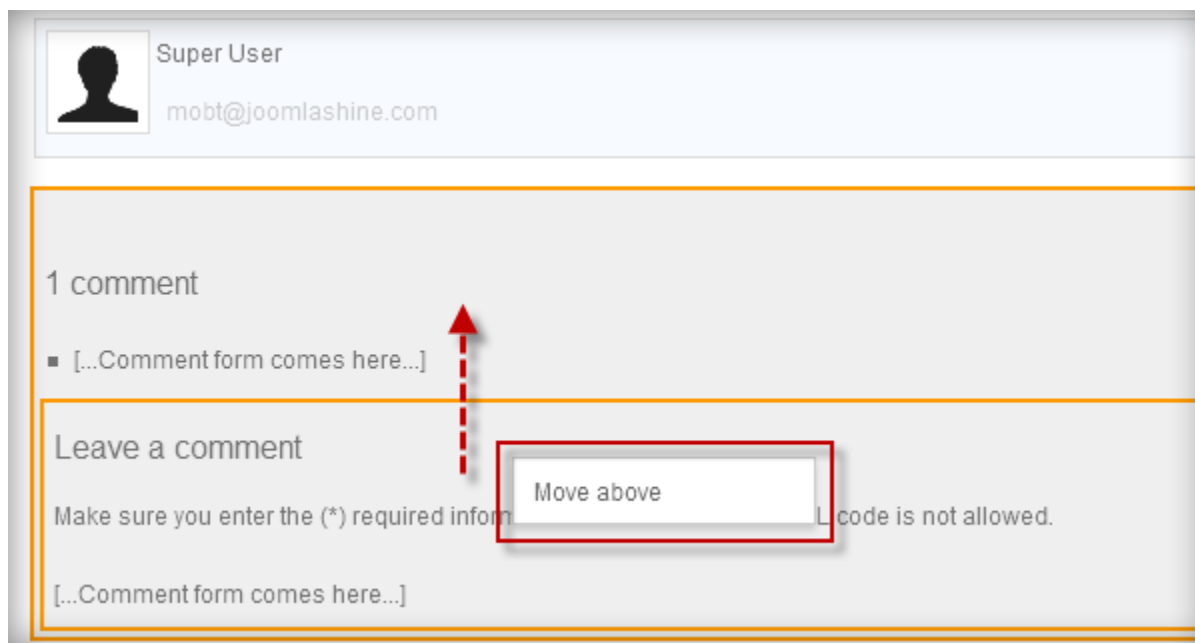 Super User
mobt@joomlashine.com
1 comment
[...Comment form comes here...]
Leave a comment
Move above
Make sure you enter the (*) required inform L code is not allowed.
[...Comment form comes here...]